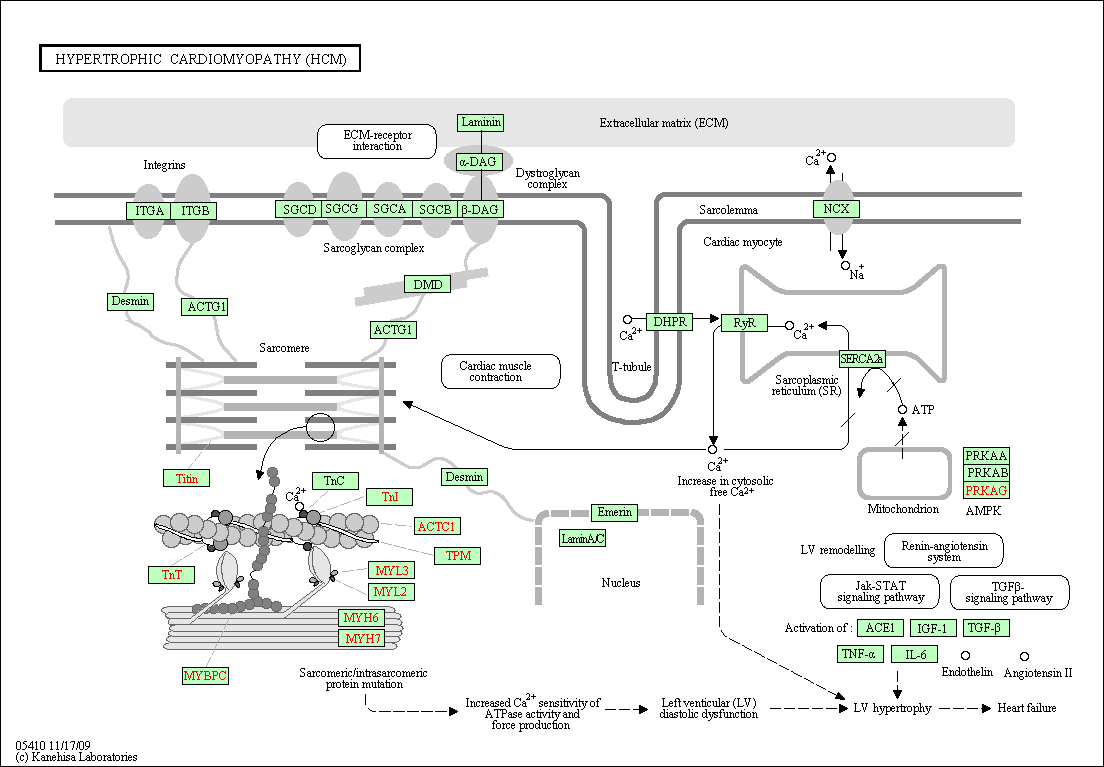 HYPERTROPHIC CARDIOMYOPATHY (HCM)
Laminin
Extracellular matrix (ECM)
ECM-receptor
interaction
α-DAG
Integrins
Dystroglycan
complex
Ca2+
ITGA
ITGB
SGCD
SGCG
SGCA
SGCB
β-DAG
Sarcolemma
NCX
Sarcoglycan complex
Cardiac myocyte
Na+
DMD
Desmin
ACTG1
ACTG1
DHPR
RyR
Ca2+
Ca2+
Sarcomere
SERCA2a
T-tubule
Cardiac muscle
contraction
Sarcoplasmic
reticulum (SR)
ATP
Titin
Desmin
TnC
Ca2+
TnI
Ca2+
Increase in cytosolic
free Ca2+
PRKAA
PRKAB
PRKAG
AMPK
Mitochondrion
ACTC1
Emerin
LaminA/C
TPM
TnT
MYL3
MYL2
Nucleus
LV remodelling
Renin-angiotensin
system
Jak-STAT
signaling pathway
TGFβ-
signaling pathway
MYH6
MYH7
Activation of :
ACE1
IGF-1
TGF-β
TNF-α
IL-6
Endothelin
Angiotensin II
MYBPC
Sarcomeric/intrasarcomeric
protein mutation
Increased Ca2+ sensitivity of
ATPase activity and
force production
Left venticular (LV)
diastolic dysfunction
LV hypertrophy
Heart failure
05410 11/17/09
(c) Kanehisa Laboratories